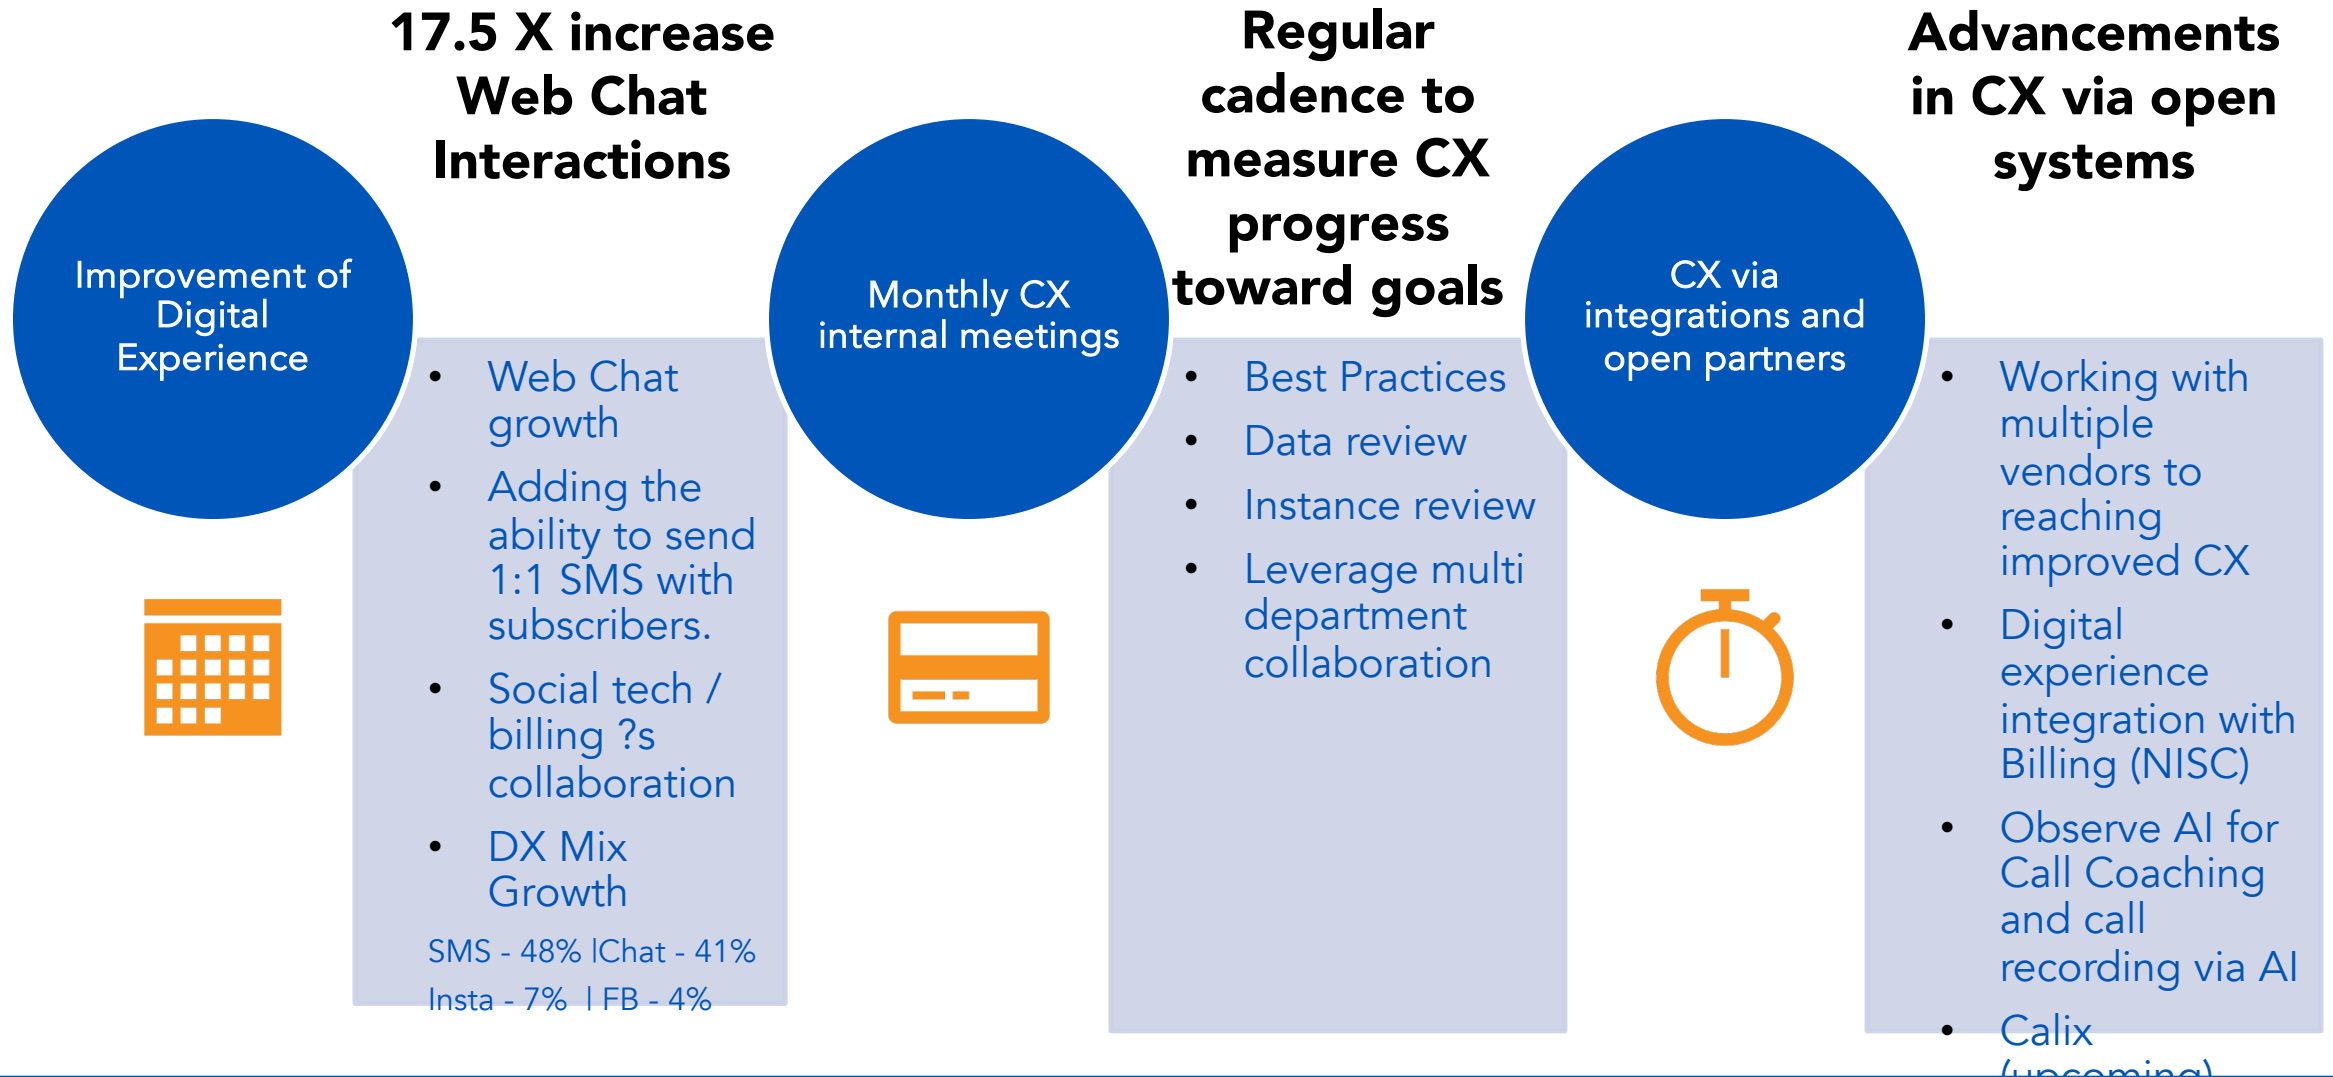 17.5 X increase
Web Chat
Interactions
Improvement of
Digital
Experience
• Web Chat
growth
• Adding the
ability to send
1:1 SMS with
subscribers.
• Social tech /
billing ?s
collaboration
• DX Mix
Growth
SMS - 48% |Chat - 41%
Insta - 7% | FB - 4%
Regular
cadence to
measure CX
progress
toward goals
Monthly CX
internal meetings
• Best Practices
• Data review
• Instance review
• Leverage multi
department
collaboration
Advancements
in CX via open
systems
CX via
integrations and
open partners
• Working with
multiple
vendors to
reaching
improved CX
• Digital
experience
integration with
Billing (NISC)
• Observe AI for
Call Coaching
and call
recording via AI
• Calix
(upcoming)